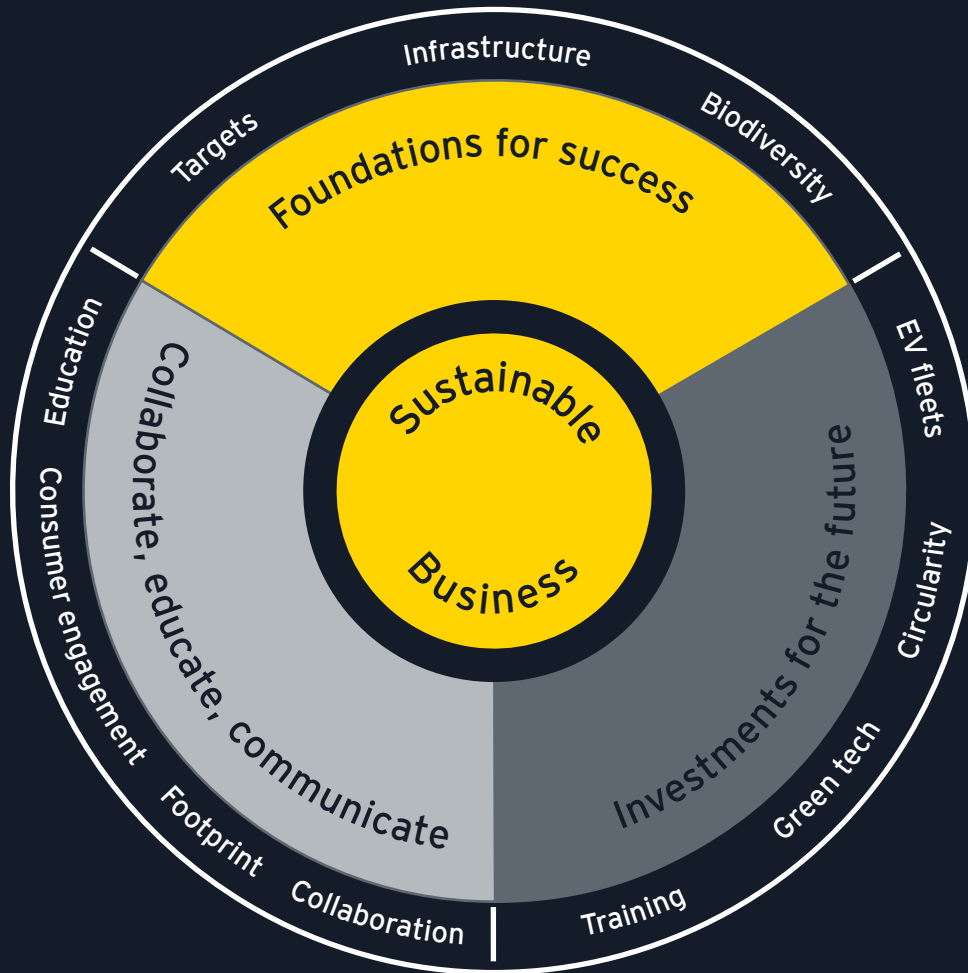 Infrastructure
Targets
Biodiversity
Foundations for success
Education
EV fleets
Sustainable
Business
Collaborate, educate, communicate
Investments for the future
Consumer engagement
Circularity
Footprint
Green tech
Collaboration
Training